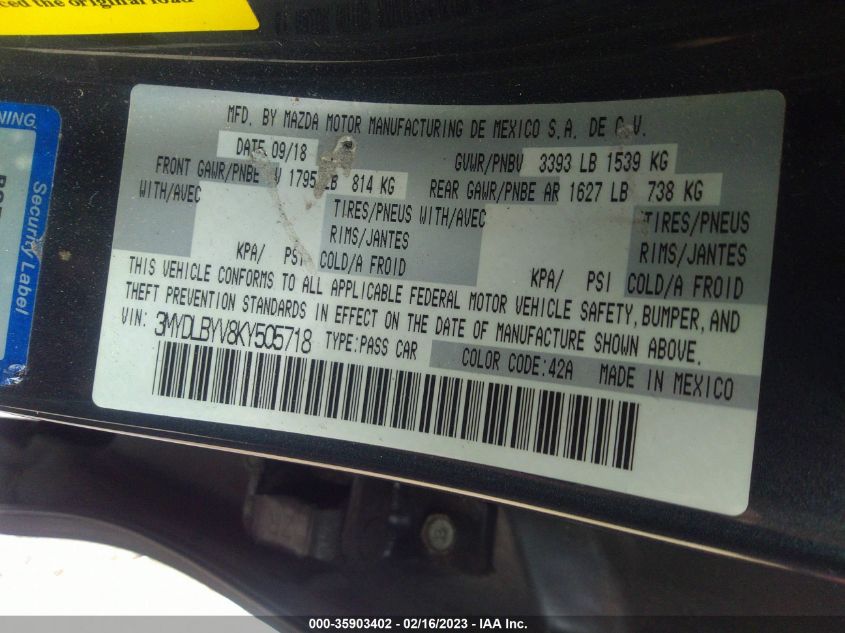 ced the original load
NING
Security Label
MFD. BY MAZDA MOTOR MANUFACTURING DE MEXICO S.A. DE C.V.
DATE 09/18 GVWR/PNBV 3393 LB 1539 KG
FRONT GAWR/PNBE 1795 LB 814 KG REAR GAWR/PNBE AR 1627 LB 738 KG
WITH/AVEC TIRES/PNEUS WITH/AVEC TIRES/PNEUS
RIMS/JANTES RIMS/JANTES
KPA/ PSI COLD/A FROID KPA/ PSI COLD/A FROID
THIS VEHICLE CONFORMS TO ALL APPLICABLE FEDERAL MOTOR VEHICLE SAFETY, BUMPER, AND
THEFT PREVENTION STANDARDS IN EFFECT ON THE DATE OF MANUFACTURE SHOWN ABOVE.
VIN: 3MYDLBYV8KY505718 TYPE:PASS CAR COLOR CODE:42A MADE IN MEXICO
000-35903402 - 02/16/2023 - IAA Inc.